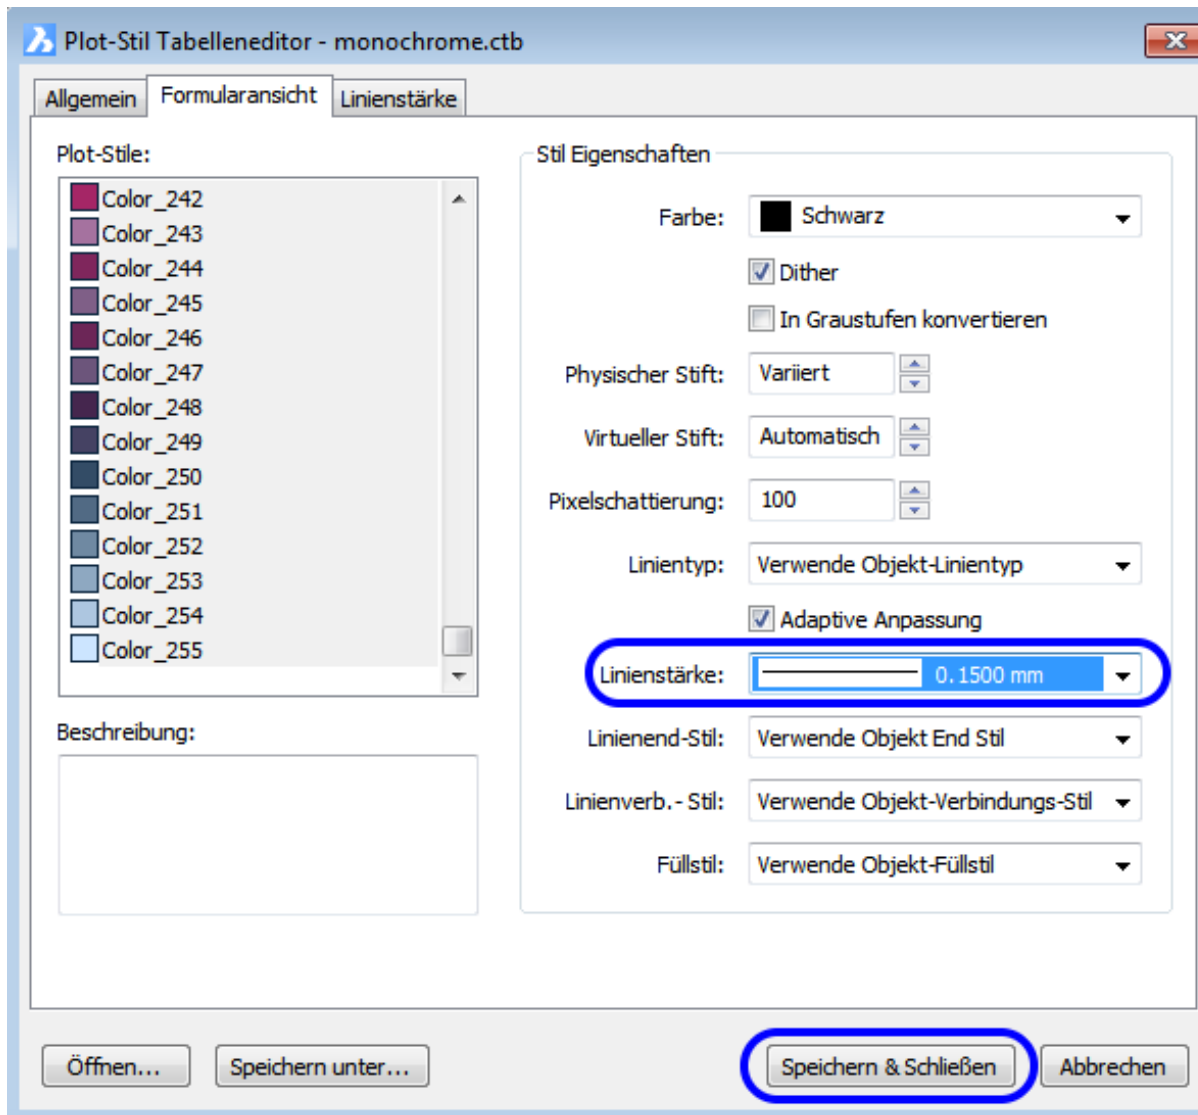 Plot-Stil Tabelleneditor - monochrome.ctb
Allgemein Formularansicht Linienstärke
Plot-Stile:
Color_242
Color_243
Color_244
Color_245
Color_246
Color_247
Color_248
Color_249
Color_250
Color_251
Color_252
Color_253
Color_254
Color_255
Beschreibung:
Stil Eigenschaften
Farbe: Schwarz
Dither
In Graustufen konvertieren
Physischer Stift: Variiert
Virtueller Stift: Automatisch
Pixelschattierung: 100
Linientyp: Verwende Objekt-Linientyp
Adaptive Anpassung
Linienstärke: 0.1500 mm
Linienend-Stil: Verwende Objekt End Stil
Linienverb.- Stil: Verwende Objekt-Verbindungs-Stil
Füllstil: Verwende Objekt-Füllstil
Öffnen... Speichern unter... Speichern & Schließen Abbrechen